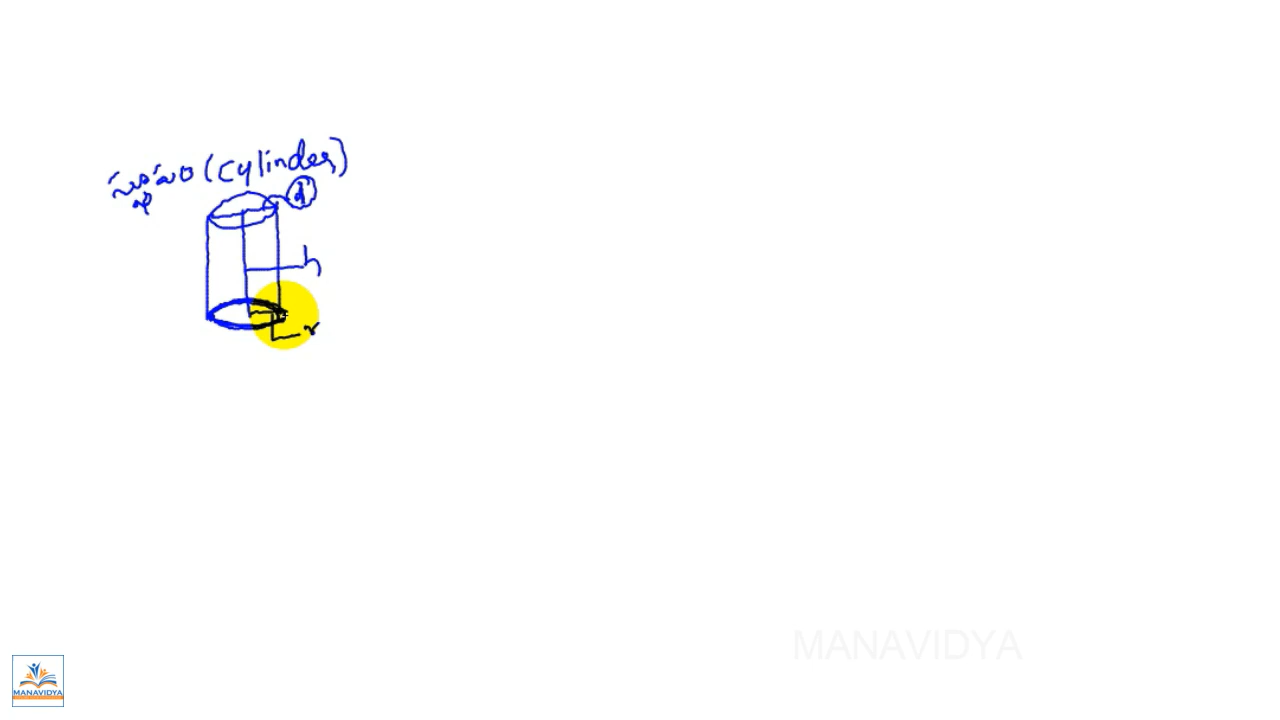 స్థూపం (Cylinder)
d
h
r
MANAVIDYA
MANAVIDYA